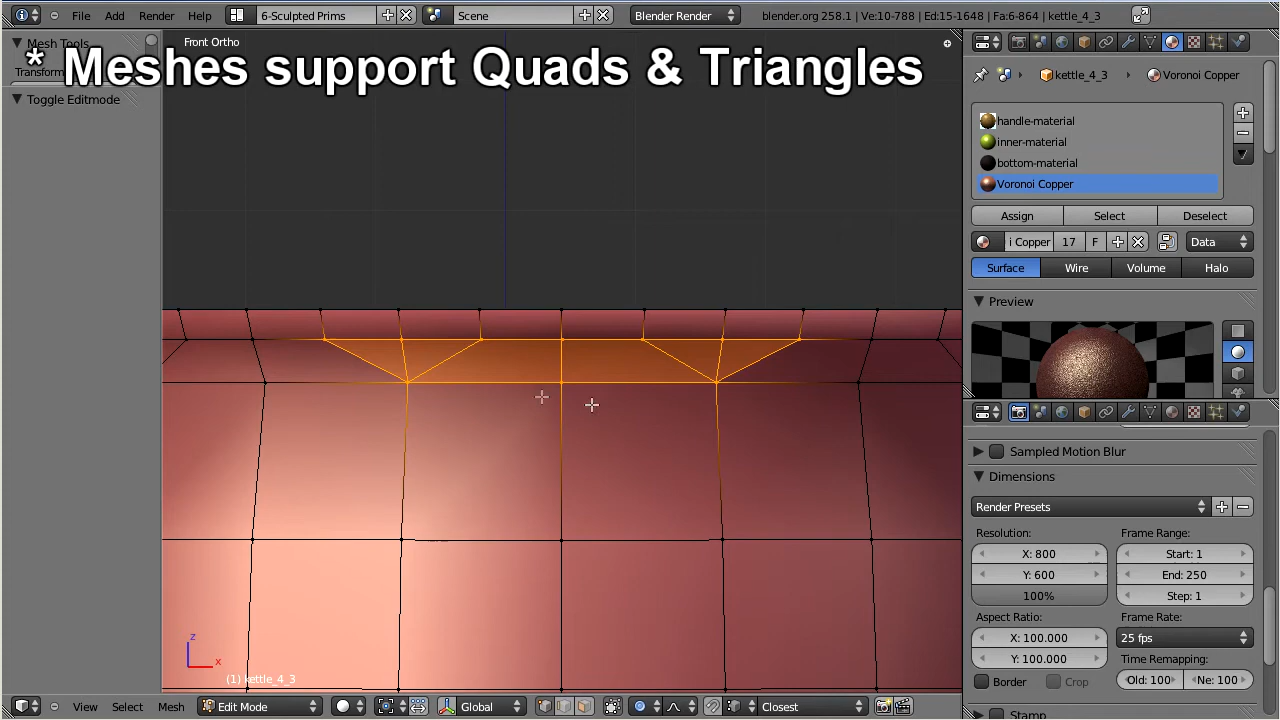 File Add Render Help 6-Sculpted Prims Scene Blender Render blender.org 258.1 | Ve:10-788 | Ed:15-1648 | Fa:6-864 | kettle_4_3
Mesh Tools
Transform
Toggle Editmode
Front Ortho
* Meshes support Quads & Triangles
kettle_4_3 Voronoi Copper
handle-material
inner-material
bottom-material
Voronoi Copper
Assign Select Deselect
i Copper 17 F Data
Surface Wire Volume Halo
Preview
Sampled Motion Blur
Dimensions
Render Presets
Resolution: Frame Range:
X: 800 Start: 1
Y: 600 End: 250
100% Step: 1
Aspect Ratio: Frame Rate:
X: 100.000 25 fps
Y: 100.000 Time Remapping:
Border Crop Old: 100 Ne: 100
Stamp
z
x
(1) kettle_4_3
View Select Mesh Edit Mode Global Closest